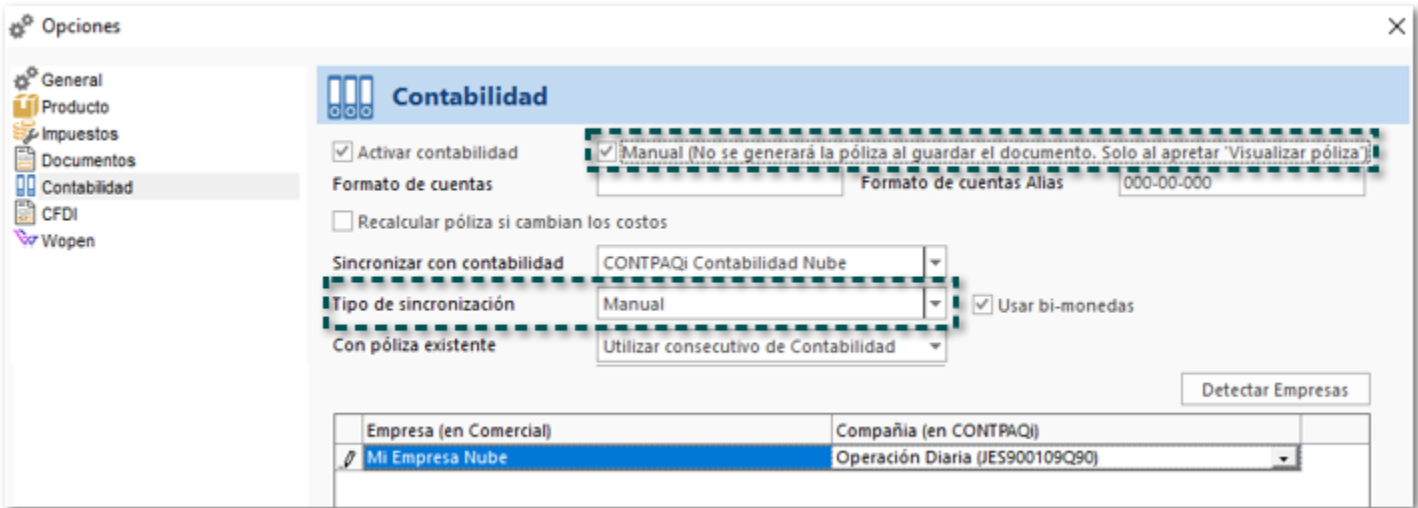 Opciones
General
Producto
Impuestos
Documentos
Contabilidad
CFDI
Wopen
Contabilidad
Activar contabilidad
Manual (No se generará la póliza al guardar el documento. Solo al apretar 'Visualizar póliza')
Formato de cuentas
Formato de cuentas Alias
000-00-000
Recalcular póliza si cambian los costos
Sincronizar con contabilidad
CONTPAQi Contabilidad Nube
Tipo de sincronización
Manual
Usar bi-monedas
Con póliza existente
Utilizar consecutivo de Contabilidad
Detectar Empresas
Empresa (en Comercial)
Compañia (en CONTPAQi)
Mi Empresa Nube
Operación Diaria (JES900109Q90)